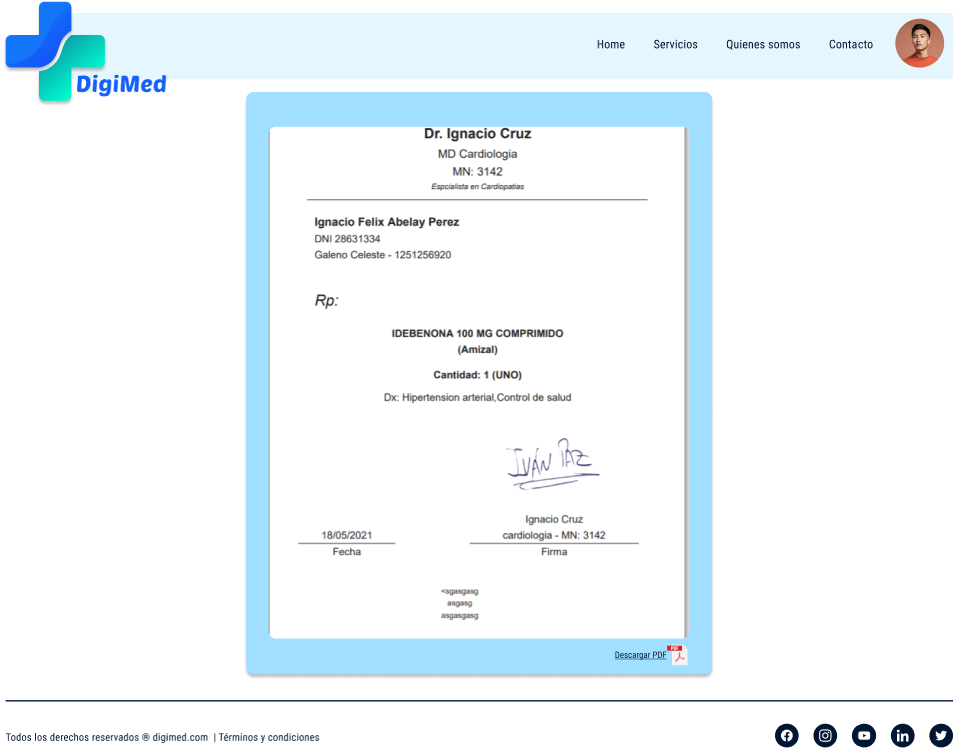 Home Servicios Quienes somos Contacto
DigiMed
Dr. Ignacio Cruz
MD Cardiologia
MN: 3142
Espcialista en Cardiopatias
Ignacio Felix Abelay Perez
DNI 28631334
Galeno Celeste - 1251256920
Rp:
IDEBENONA 100 MG COMPRIMIDO
(Amizal)
Cantidad: 1 (UNO)
Dx: Hipertension arterial,Control de salud
IVÁN PAZ
Ignacio Cruz
18/05/2021 cardiologia - MN: 3142
Fecha Firma
<sgasgasg
asgasg
asgasgasg
Descargar PDF PDF
Todos los derechos reservados ® digimed.com | Términos y condiciones